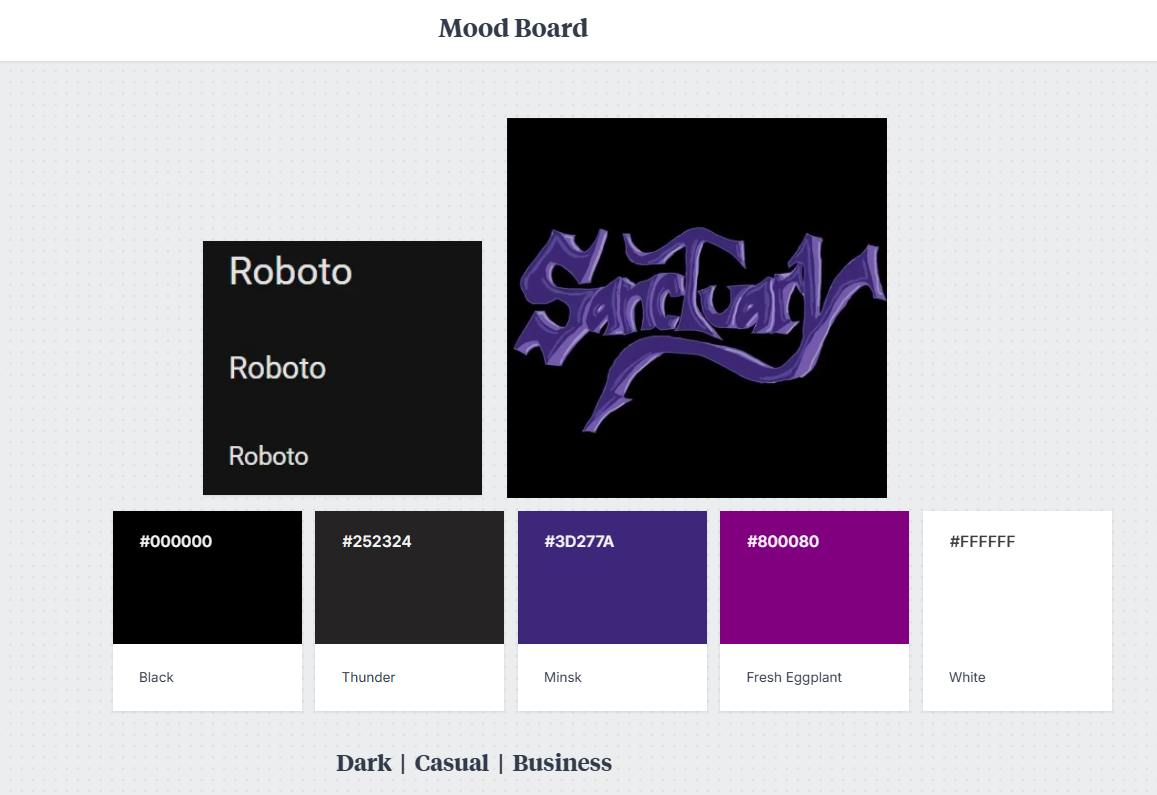 Mood Board
Roboto
Roboto
Roboto
Sanctuary
#000000
#252324
#3D277A
#800080
#FFFFFF
Black
Thunder
Minsk
Fresh Eggplant
White
Dark | Casual | Business